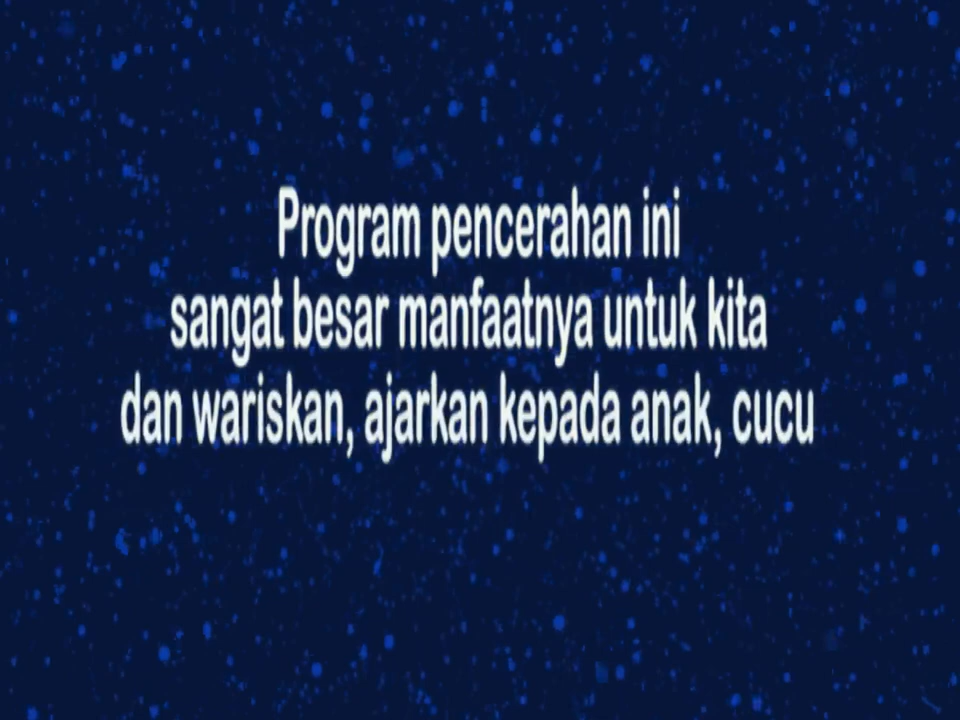 Program pencerahan ini
sangat besar manfaatnya untuk kita
dan wariskan, ajarkan kepada anak, cucu